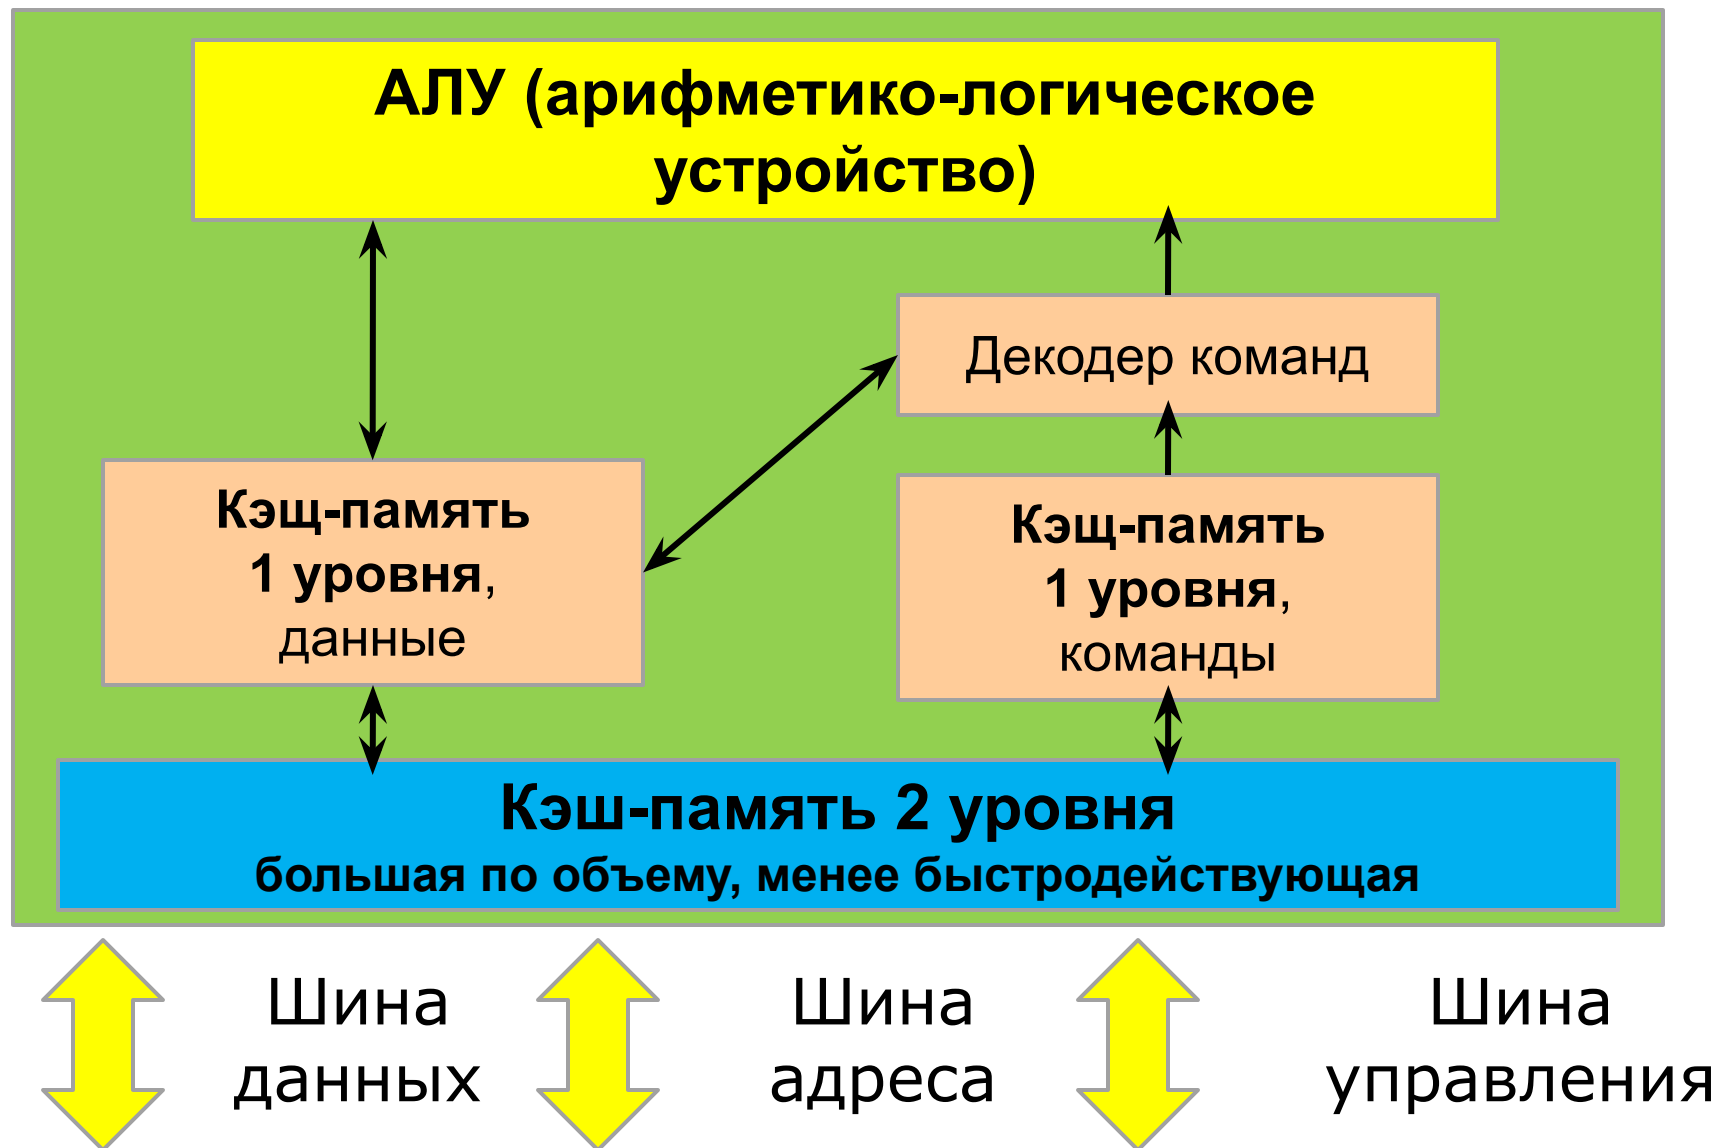 АЛУ (арифметико-логическое
устройство)
Декодер команд
Кэщ-память
1 уровня,
данные
Кэщ-память
1 уровня,
команды
Кэш-память 2 уровня
большая по объему, менее быстродействующая
Шина
данных
Шина
адреса
Шина
управления